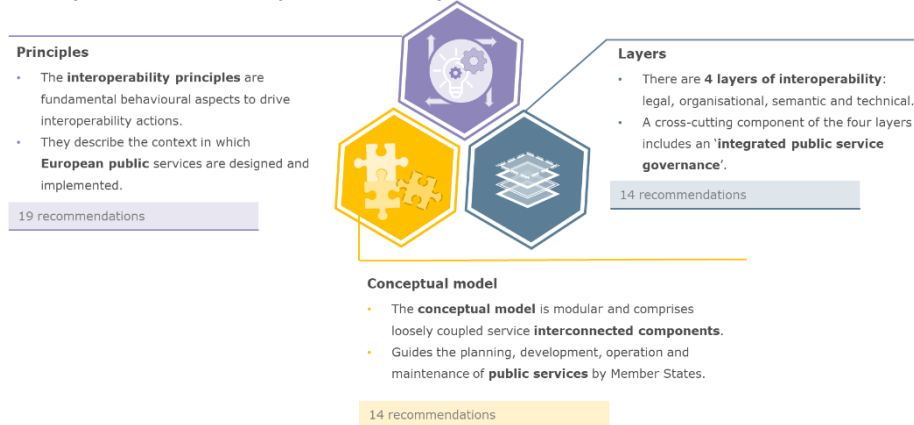 Principles
• The interoperability principles are
fundamental behavioural aspects to drive
interoperability actions.
• They describe the context in which
European public services are designed and
implemented.
19 recommendations
Layers
• There are 4 layers of interoperability:
legal, organisational, semantic and technical.
• A cross-cutting component of the four layers
includes an ‘integrated public service
governance’.
14 recommendations
Conceptual model
• The conceptual model is modular and comprises
loosely coupled service interconnected components.
• Guides the planning, development, operation and
maintenance of public services by Member States.
14 recommendations